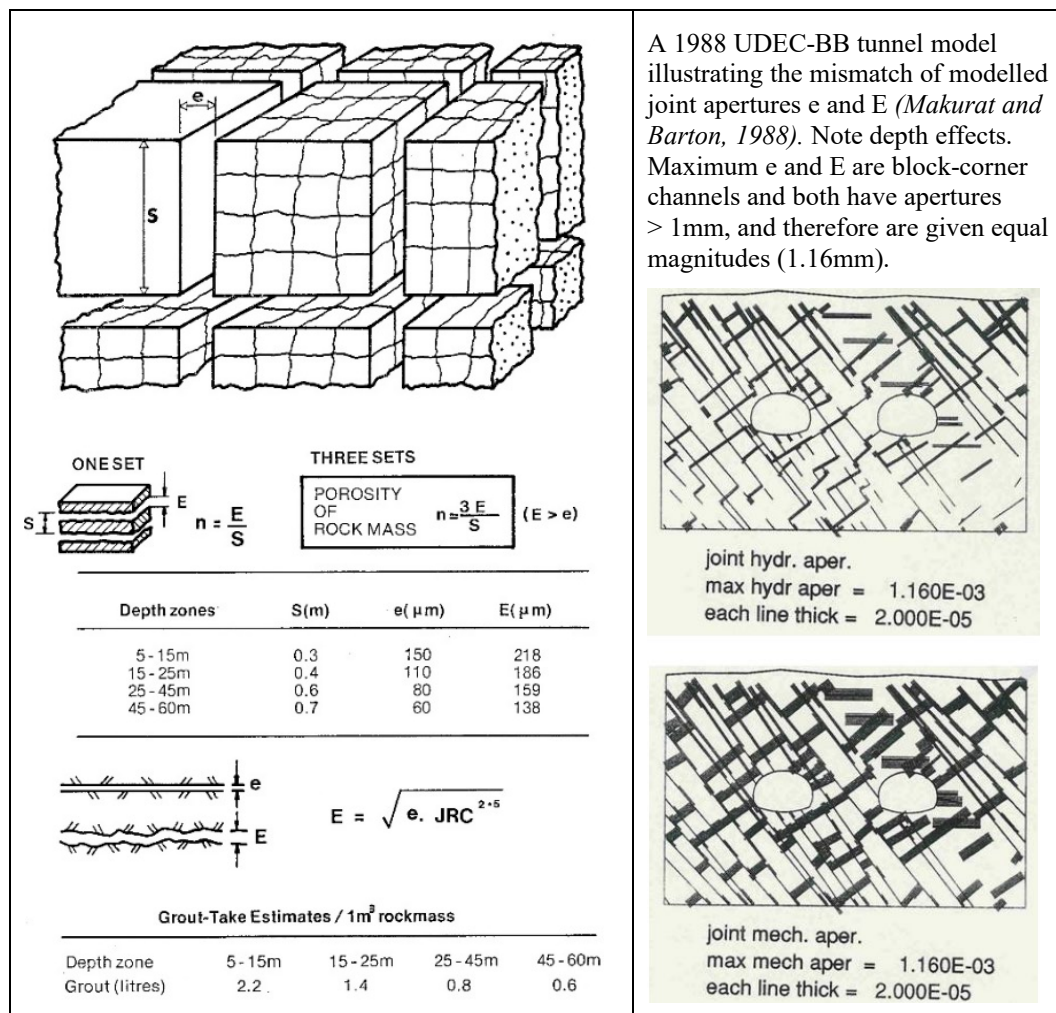 e
S
ONE SET
E
S
n = E/S
THREE SETS
POROSITY
OF
ROCK MASS
n ≈ 3E/S
(E > e)
Depth zones S(m) e(μm) E(μm)
5-15m 0.3 150 218
15-25m 0.4 110 186
25-45m 0.6 80 159
45-60m 0.7 60 138
e
E
E = √e. JRC^2.5
Grout-Take Estimates / 1m³ rockmass
Depth zone 5-15m 15-25m 25-45m 45-60m
Grout (litres) 2.2 1.4 0.8 0.6
A 1988 UDEC-BB tunnel model
illustrating the mismatch of modelled
joint apertures e and E (Makurat and
Barton, 1988). Note depth effects.
Maximum e and E are block-corner
channels and both have apertures
> 1mm, and therefore are given equal
magnitudes (1.16mm).
joint hydr. aper.
max hydr aper = 1.160E-03
each line thick = 2.000E-05
joint mech. aper.
max mech aper = 1.160E-03
each line thick = 2.000E-05